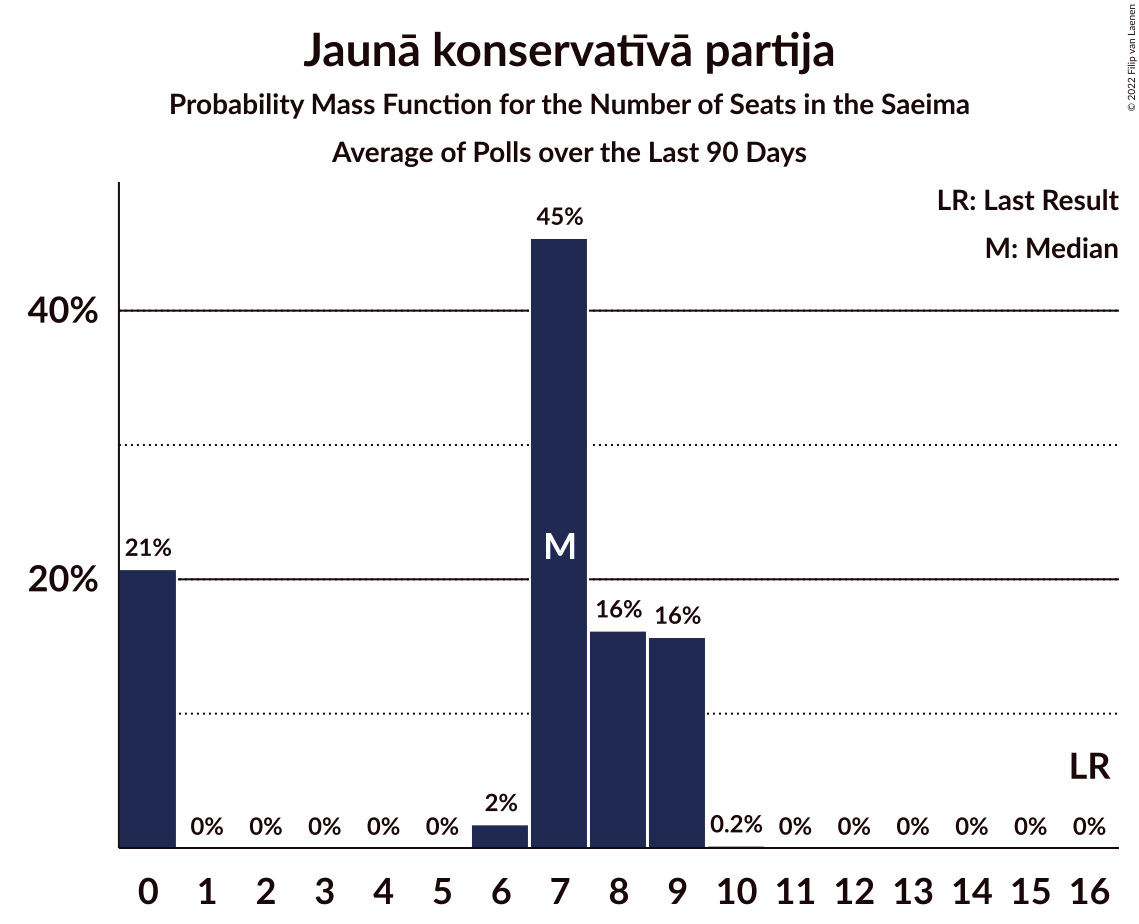 Jaunā konservatīvā partija
Probability Mass Function for the Number of Seats in the Saeima
Average of Polls over the Last 90 Days
© 2022 Filip van Laenen
LR: Last Result
M: Median
45%
40%
M
21%
20%
16%
16%
LR
2%
0%
0%
0%
0%
0%
0.2%
0%
0%
0%
0%
0%
0%
0 1 2 3 4 5 6 7 8 9 10 11 12 13 14 15 16